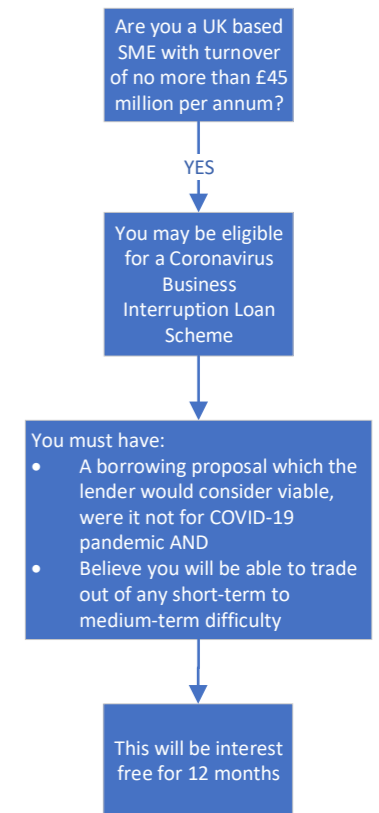 Are you a UK based
SME with turnover
of no more than £45
million per annum?
YES
You may be eligible
for a Coronavirus
Business
Interruption Loan
Scheme
You must have:
• A borrowing proposal which the
lender would consider viable,
were it not for COVID-19
pandemic AND
• Believe you will be able to trade
out of any short-term to
medium-term difficulty
This will be interest
free for 12 months